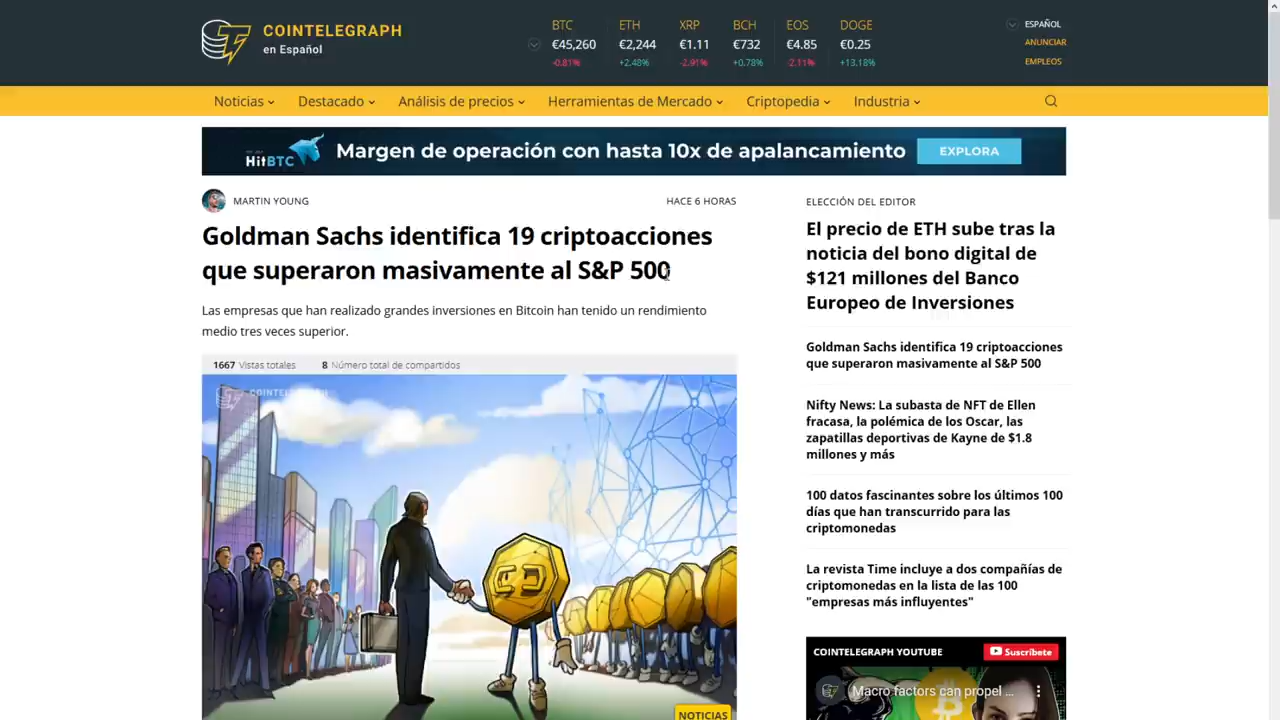 COINTELEGRAPH
en Español
BTC
€45,260
-0.81%
ETH
€2,244
+2.48%
XRP
€1.11
-2.91%
BCH
€732
+0.78%
EOS
€4.85
-2.11%
DOGE
€0.25
+13.18%
ESPAÑOL
ANUNCIAR
EMPLEOS
Noticias Destacado Análisis de precios Herramientas de Mercado Criptopedia Industria
HitBTC Margen de operación con hasta 10x de apalancamiento EXPLORA
MARTIN YOUNG HACE 6 HORAS
Goldman Sachs identifica 19 criptoacciones
que superaron masivamente al S&P 500
Las empresas que han realizado grandes inversiones en Bitcoin han tenido un rendimiento
medio tres veces superior.
1667 Vistas totales 8 Número total de compartidos
COINTELEGRAPH
NOTICIAS
ELECCIÓN DEL EDITOR
El precio de ETH sube tras la
noticia del bono digital de
$121 millones del Banco
Europeo de Inversiones
Goldman Sachs identifica 19 criptoacciones
que superaron masivamente al S&P 500
Nifty News: La subasta de NFT de Ellen
fracasa, la polémica de los Oscar, las
zapatillas deportivas de Kayne de $1.8
millones y más
100 datos fascinantes sobre los últimos 100
días que han transcurrido para las
criptomonedas
La revista Time incluye a dos compañías de
criptomonedas en la lista de las 100
"empresas más influyentes"
COINTELEGRAPH YOUTUBE Suscríbete
Macro factors can propel ...